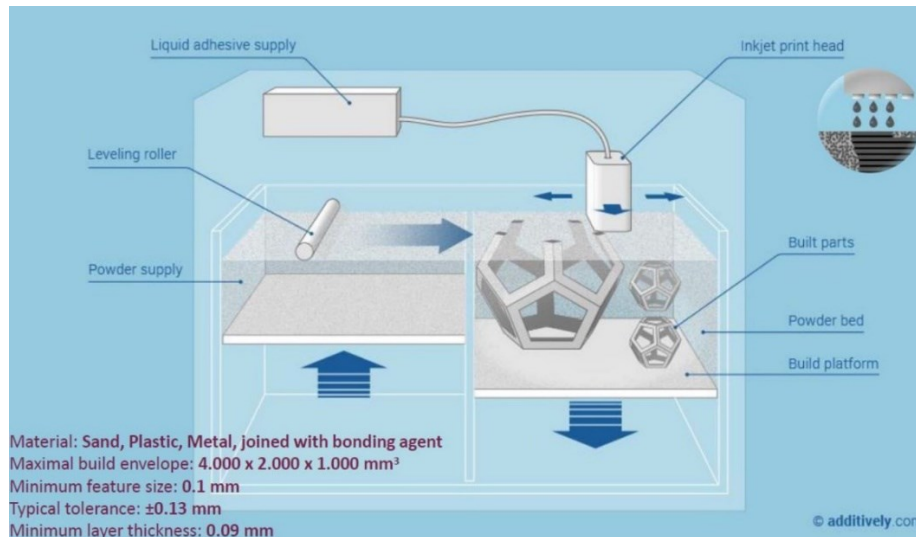 Liquid adhesive supply
Inkjet print head
Leveling roller
Built parts
Powder supply
Powder bed
Build platform
Material: Sand, Plastic, Metal, joined with bonding agent
Maximal build envelope: 4.000 x 2.000 x 1.000 mm³
Minimum feature size: 0.1 mm
Typical tolerance: ±0.13 mm
Minimum layer thickness: 0.09 mm
© additively.com